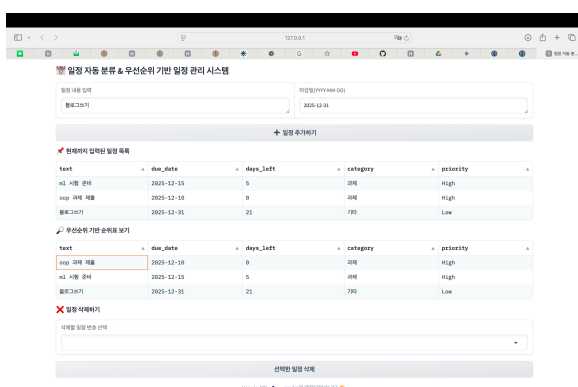 127.0.0.1
일정 자동 분류 & 우선순위 기반 일정 관리 시스템
일정 내용 입력
마감일(YYYY-MM-DD)
블로그쓰기
2025-12-31
일정 추가하기
현재까지 입력된 일정 목록
text due_date days_left category priority
ml 시험 준비 2025-12-15 5 과제 High
oop 과제 제출 2025-12-10 0 과제 High
블로그쓰기 2025-12-31 21 기타 Low
우선순위 기반 순위표 보기
text due_date days_left category priority
oop 과제 제출 2025-12-10 0 과제 High
ml 시험 준비 2025-12-15 5 과제 High
블로그쓰기 2025-12-31 21 기타 Low
일정 삭제하기
삭제할 일정 번호 선택
선택한 일정 삭제